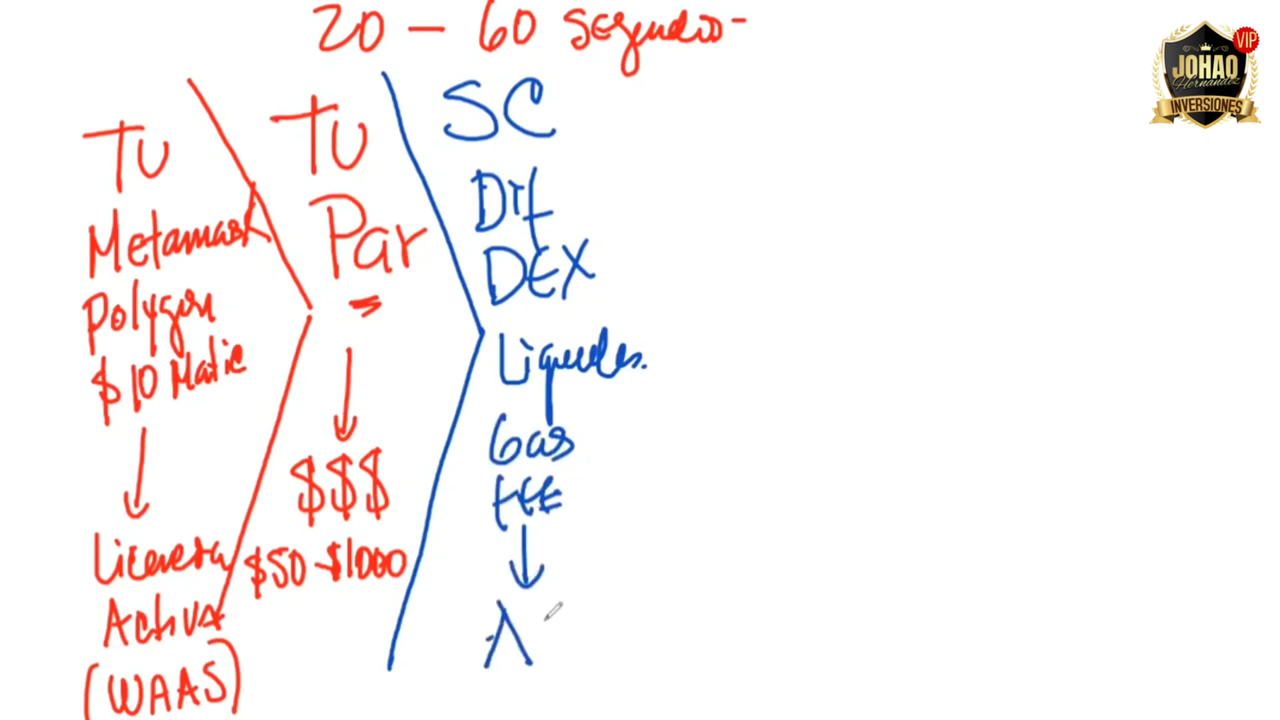 20 - 60 Segundos
TU
Metamask
Polygon
$10 Matic
Licencia
Activa
(WAAS)
TU
Par
$$$
$50 - $1000
SC
Dif
DEX
Gas
FEE
A
VIP
JOHAO
Hernandez
INVERSIONES